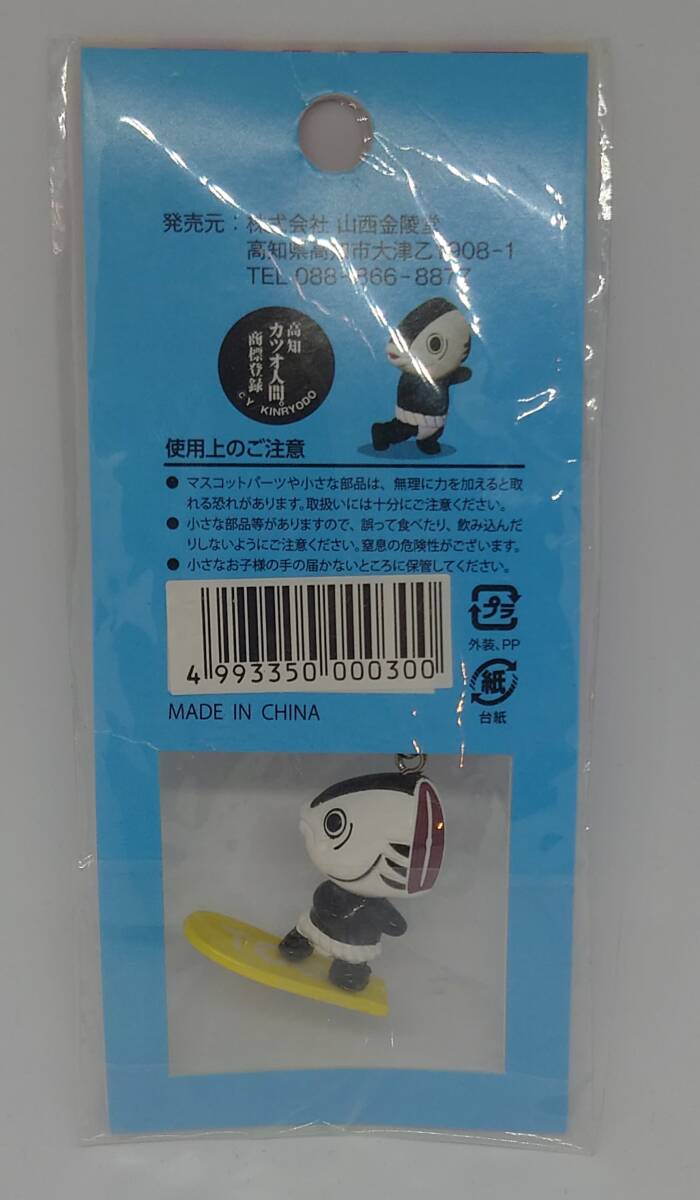 発売元：株式会社 山西金陵堂
高知県高知市大津乙1908-1
TEL 088-866-8877
高知
カツオ人間。
商標登録
C Y KINRYODO
使用上のご注意
● マスコットパーツや小さな部品は、無理に力を加えると取
れる恐れがあります。取扱いには十分にご注意ください。
● 小さな部品等がありますので、誤って食べたり、飲み込んだ
りしないようにご注意ください。窒息の危険性がございます。
● 小さなお子様の手の届かないところに保管してください。
4 993350 000300
プラ
外装、PP
紙
台紙
MADE IN CHINA